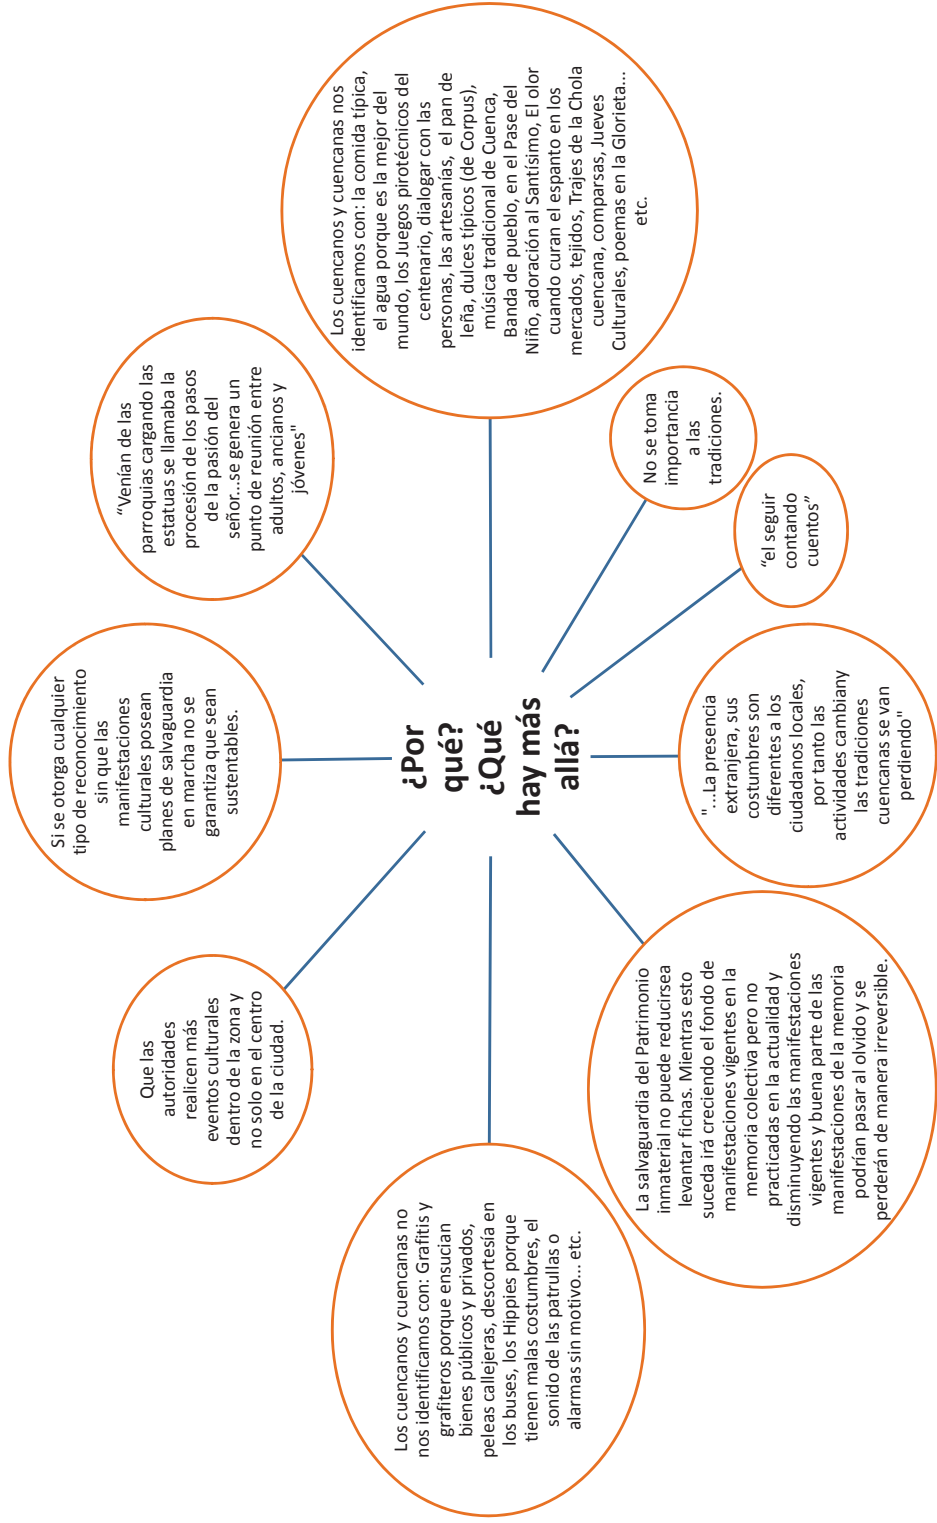 ¿Por
qué?
¿Qué
hay más
allá?
Si se otorga cualquier
tipo de reconocimiento
sin que las
manifestaciones
culturales posean
planes de salvaguardia
en marcha no se
garantiza que sean
sustentables.
“Venían de las
parroquias cargando las
estatuas se llamaba la
procesión de los pasos
de la pasión del
señor...se genera un
punto de reunión entre
adultos, ancianos y
jóvenes"
Los cuencanos y cuencanas nos
identificamos con: la comida típica,
el agua porque es la mejor del
mundo, los Juegos pirotécnicos del
centenario, dialogar con las
personas, las artesanías,  el pan de
leña, dulces típicos (de Corpus),
música tradicional de Cuenca,
Banda de pueblo, en el Pase del
Niño, adoración al Santísimo, El olor
cuando curan el espanto en los
mercados, tejidos, Trajes de la Chola
cuencana, comparsas, Jueves
Culturales, poemas en la Glorieta...
etc.
No se toma
importancia
a las
tradiciones.
“el seguir
contando
cuentos”
"...La presencia
extranjera, sus
costumbres son
diferentes a los
ciudadanos locales,
por tanto las
actividades cambiany
las tradiciones
cuencanas se van
perdiendo"
La salvaguardia del Patrimonio
inmaterial no puede reducirsea
levantar fichas. Mientras esto
suceda irá creciendo el fondo de
manifestaciones vigentes en la
memoria colectiva pero no
practicadas en la actualidad y
disminuyendo las manifestaciones
vigentes y buena parte de las
manifestaciones de la memoria
podrían pasar al olvido y se
perderán de manera irreversible.
Los cuencanos y cuencanas no
nos identificamos con: Grafitis y
grafiteros porque ensucian
bienes públicos y privados,
peleas callejeras, descortesía en
los buses, los Hippies porque
tienen malas costumbres, el
sonido de las patrullas o
alarmas sin motivo... etc.
Que las
autoridades
realicen más
eventos culturales
dentro de la zona y
no solo en el centro
de la ciudad.